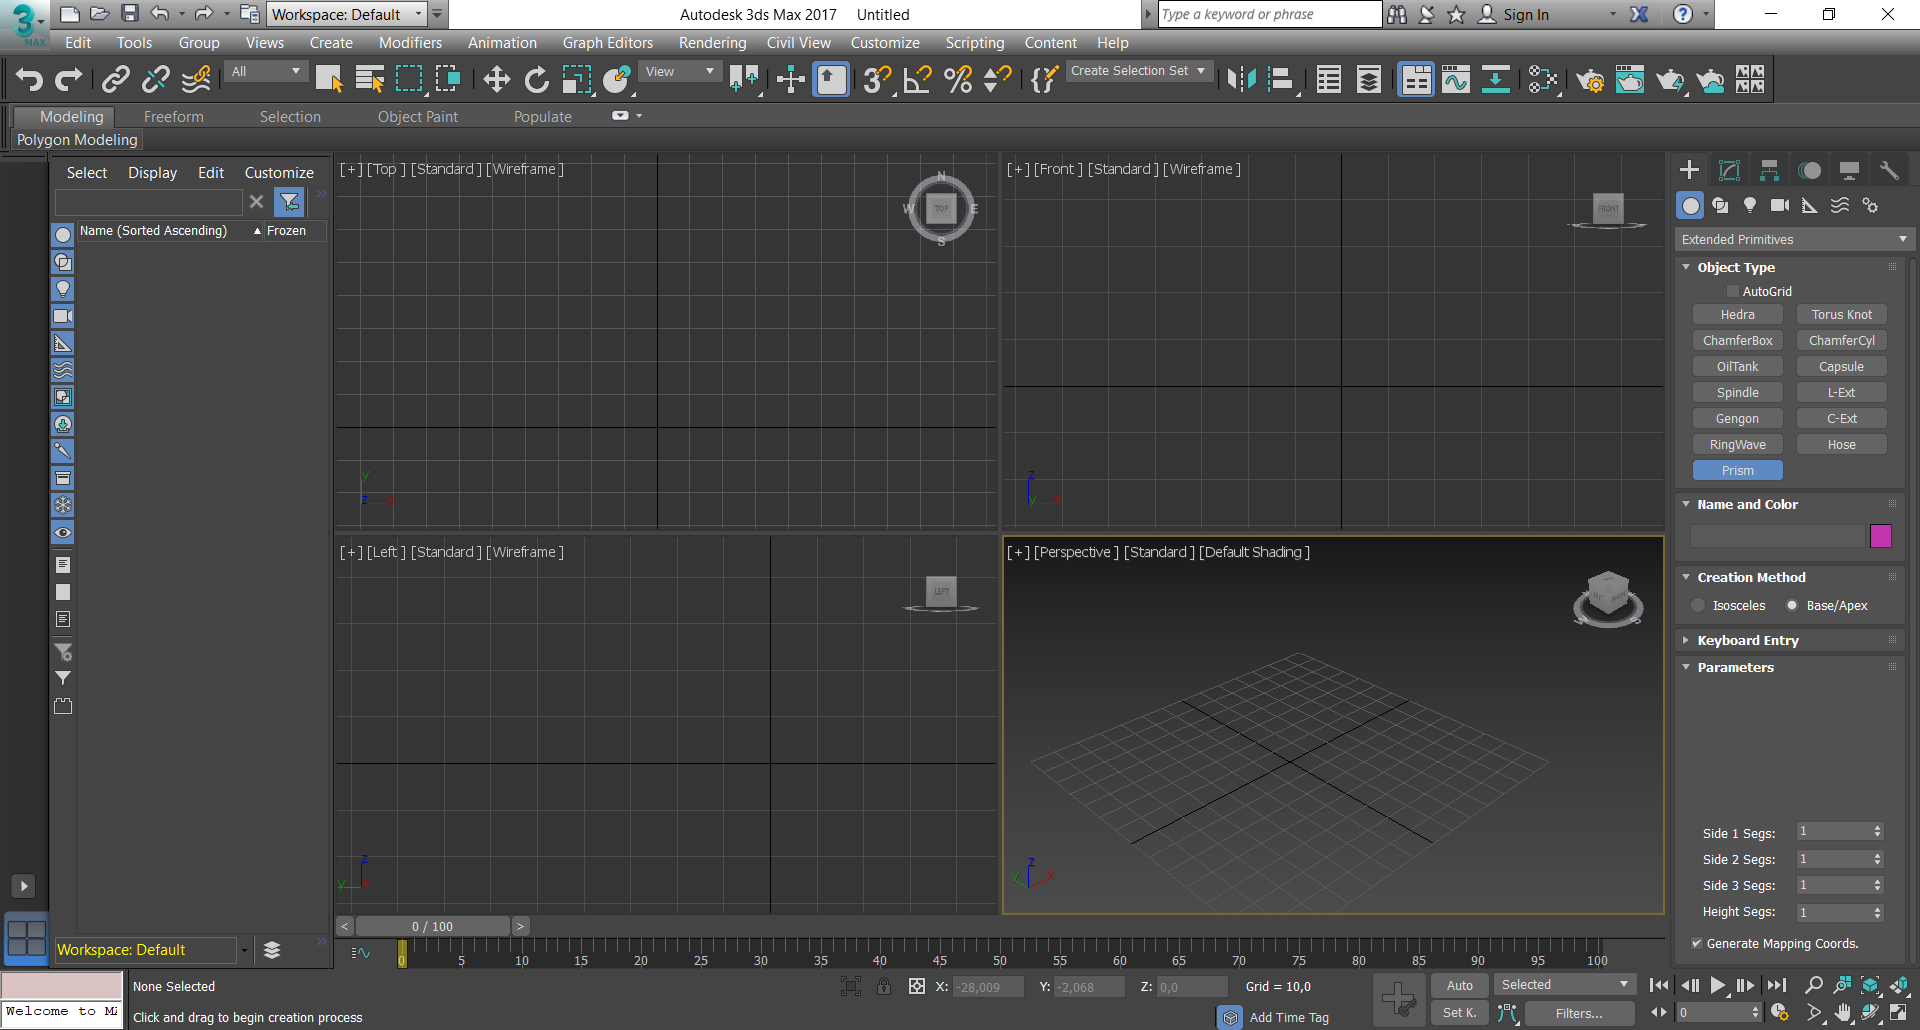 3 MAX Workspace: Default Autodesk 3ds Max 2017 Untitled Type a keyword or phrase Sign In
Edit Tools Group Views Create Modifiers Animation Graph Editors Rendering Civil View Customize Scripting Content Help
All View 3 Create Selection Set
Modeling Freeform Selection Object Paint Populate
Polygon Modeling
Select Display Edit Customize
Name (Sorted Ascending) Frozen
[+] [Top ] [Standard ] [Wireframe ]
N
W TOP E
S
y
z x
[+] [Front ] [Standard ] [Wireframe ]
FRONT
z
y x
[+] [Left ] [Standard ] [Wireframe ]
LEFT
z
y x
[+] [Perspective ] [Standard ] [Default Shading ]
W S
z
y x
Extended Primitives
Object Type
AutoGrid
Hedra Torus Knot
ChamferBox ChamferCyl
OilTank Capsule
Spindle L-Ext
Gengon C-Ext
RingWave Hose
Prism
Name and Color
Creation Method
Isosceles Base/Apex
Keyboard Entry
Parameters
Side 1 Segs: 1
Side 2 Segs: 1
Side 3 Segs: 1
Height Segs: 1
Generate Mapping Coords.
< 0 / 100 >
Workspace: Default
0 5 10 15 20 25 30 35 40 45 50 55 60 65 70 75 80 85 90 95 100
None Selected X: -28,009 Y: -2,068 Z: 0,0 Grid = 10,0 Auto Selected
Welcome to MA
Click and drag to begin creation process Add Time Tag Set K. Filters... 0